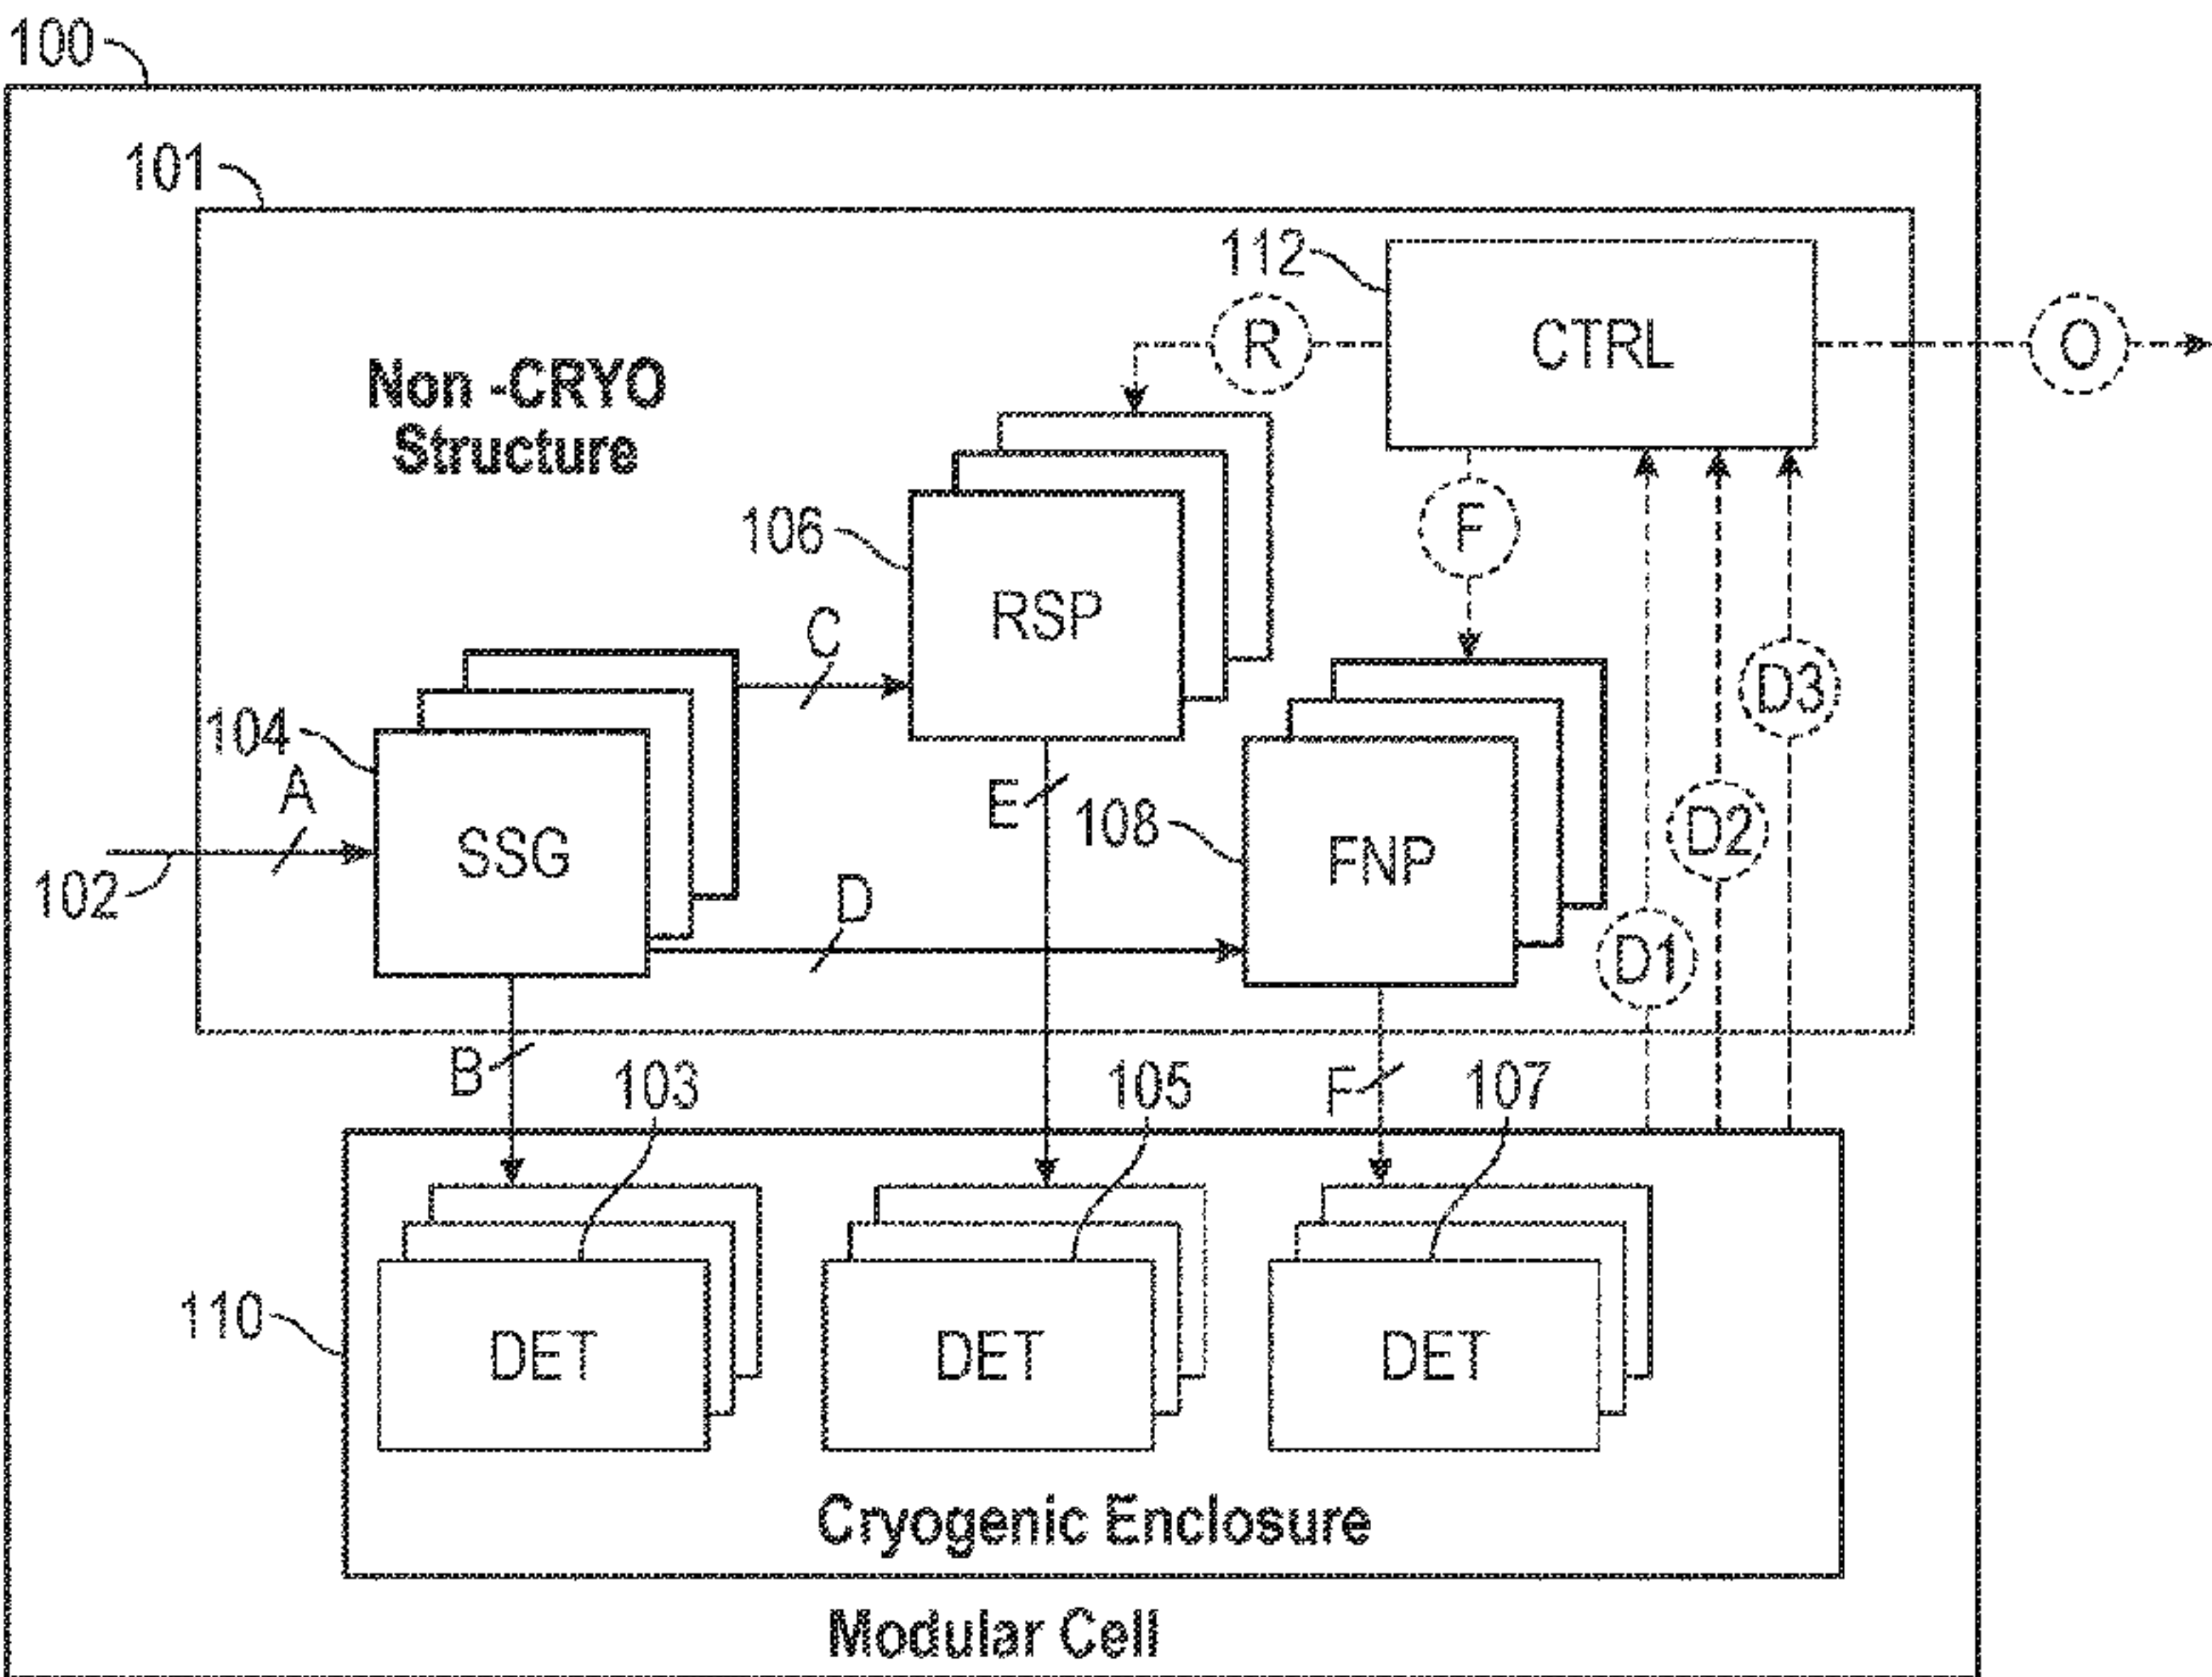 100
101
112
R
CTRL
O
Non -CRYO
Structure
106
F
RSP
C
D3
104
A
E
108
D2
SSG
FNP
102
D
D1
B
103
105
F
107
110
DET
DET
DET
Cryogenic Enclosure
Modular Cell